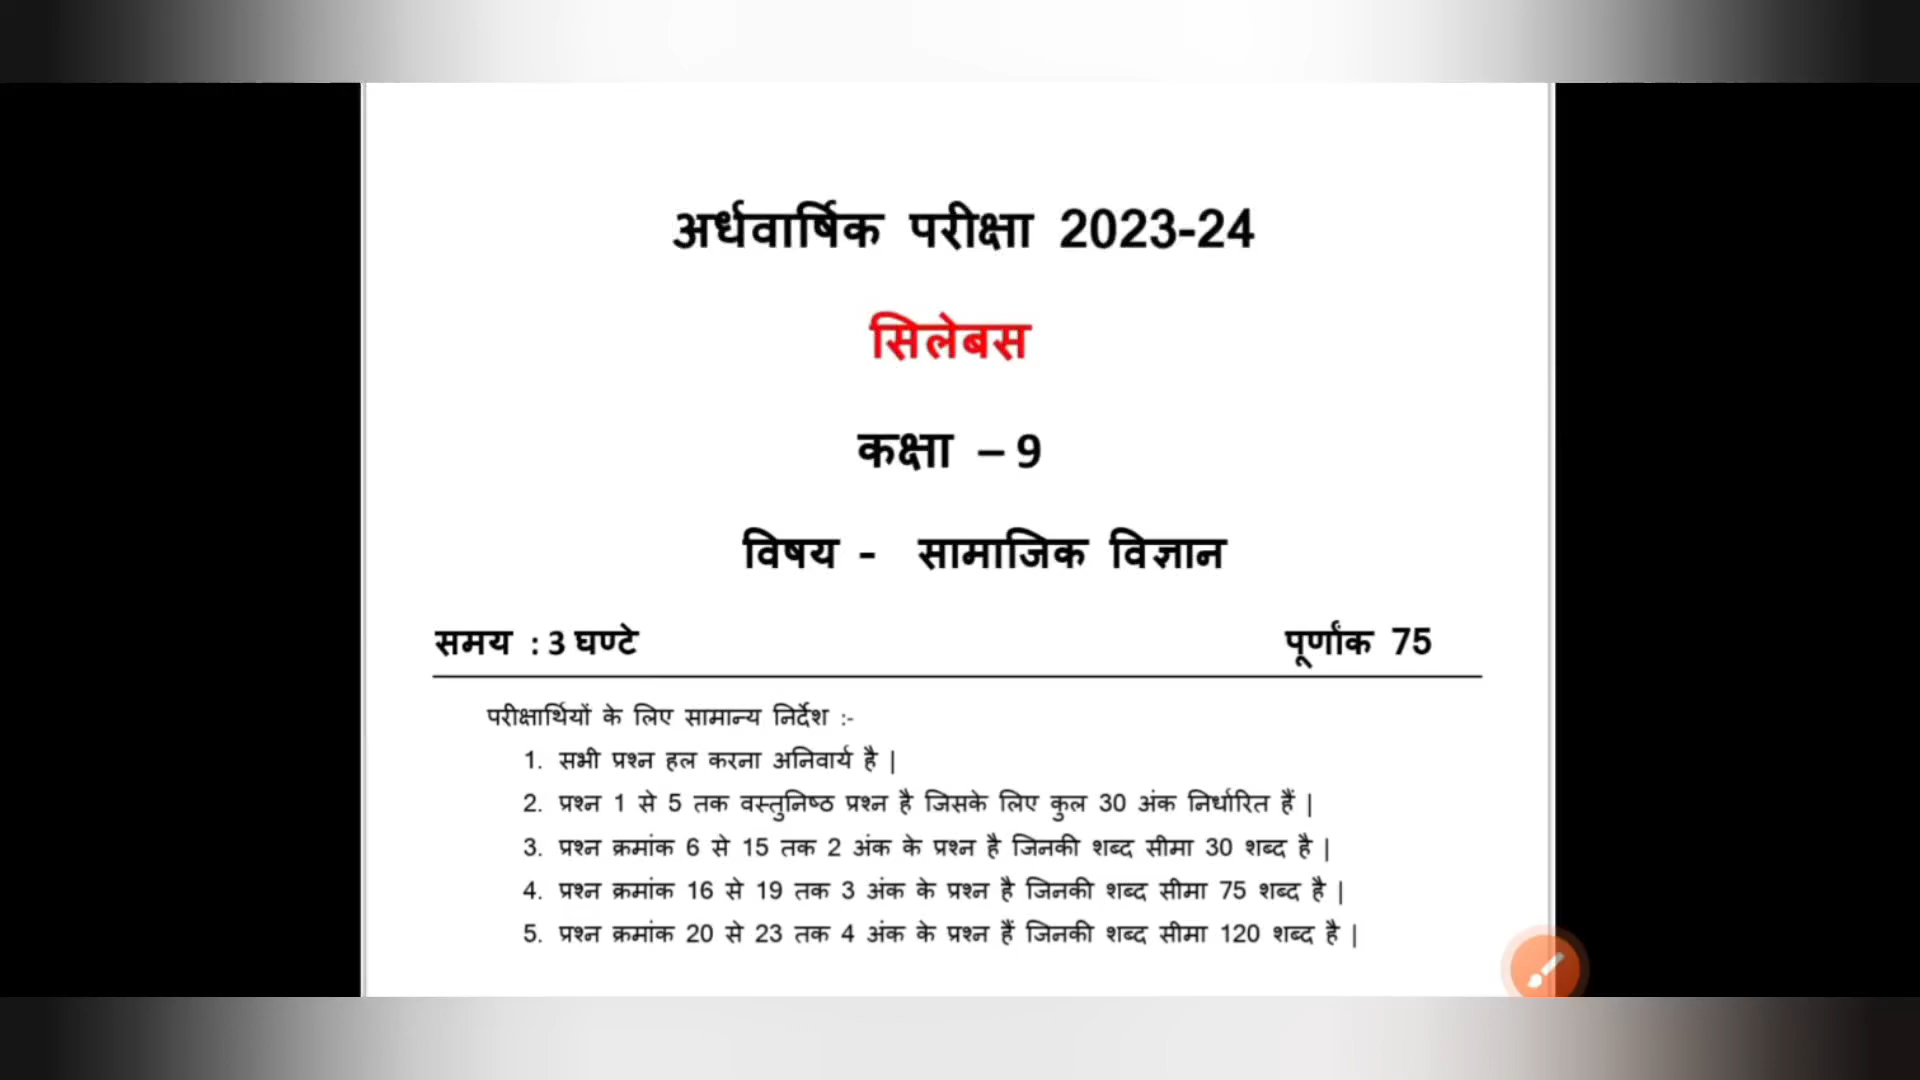 अर्धवार्षिक परीक्षा 2023-24
सिलेबस
कक्षा – 9
विषय - सामाजिक विज्ञान
समय : 3 घण्टे पूर्णांक 75
परीक्षार्थियों के लिए सामान्य निर्देश :-
1. सभी प्रश्न हल करना अनिवार्य है |
2. प्रश्न 1 से 5 तक वस्तुनिष्ठ प्रश्न है जिसके लिए कुल 30 अंक निर्धारित हैं |
3. प्रश्न क्रमांक 6 से 15 तक 2 अंक के प्रश्न है जिनकी शब्द सीमा 30 शब्द है |
4. प्रश्न क्रमांक 16 से 19 तक 3 अंक के प्रश्न है जिनकी शब्द सीमा 75 शब्द है |
5. प्रश्न क्रमांक 20 से 23 तक 4 अंक के प्रश्न हैं जिनकी शब्द सीमा 120 शब्द है |